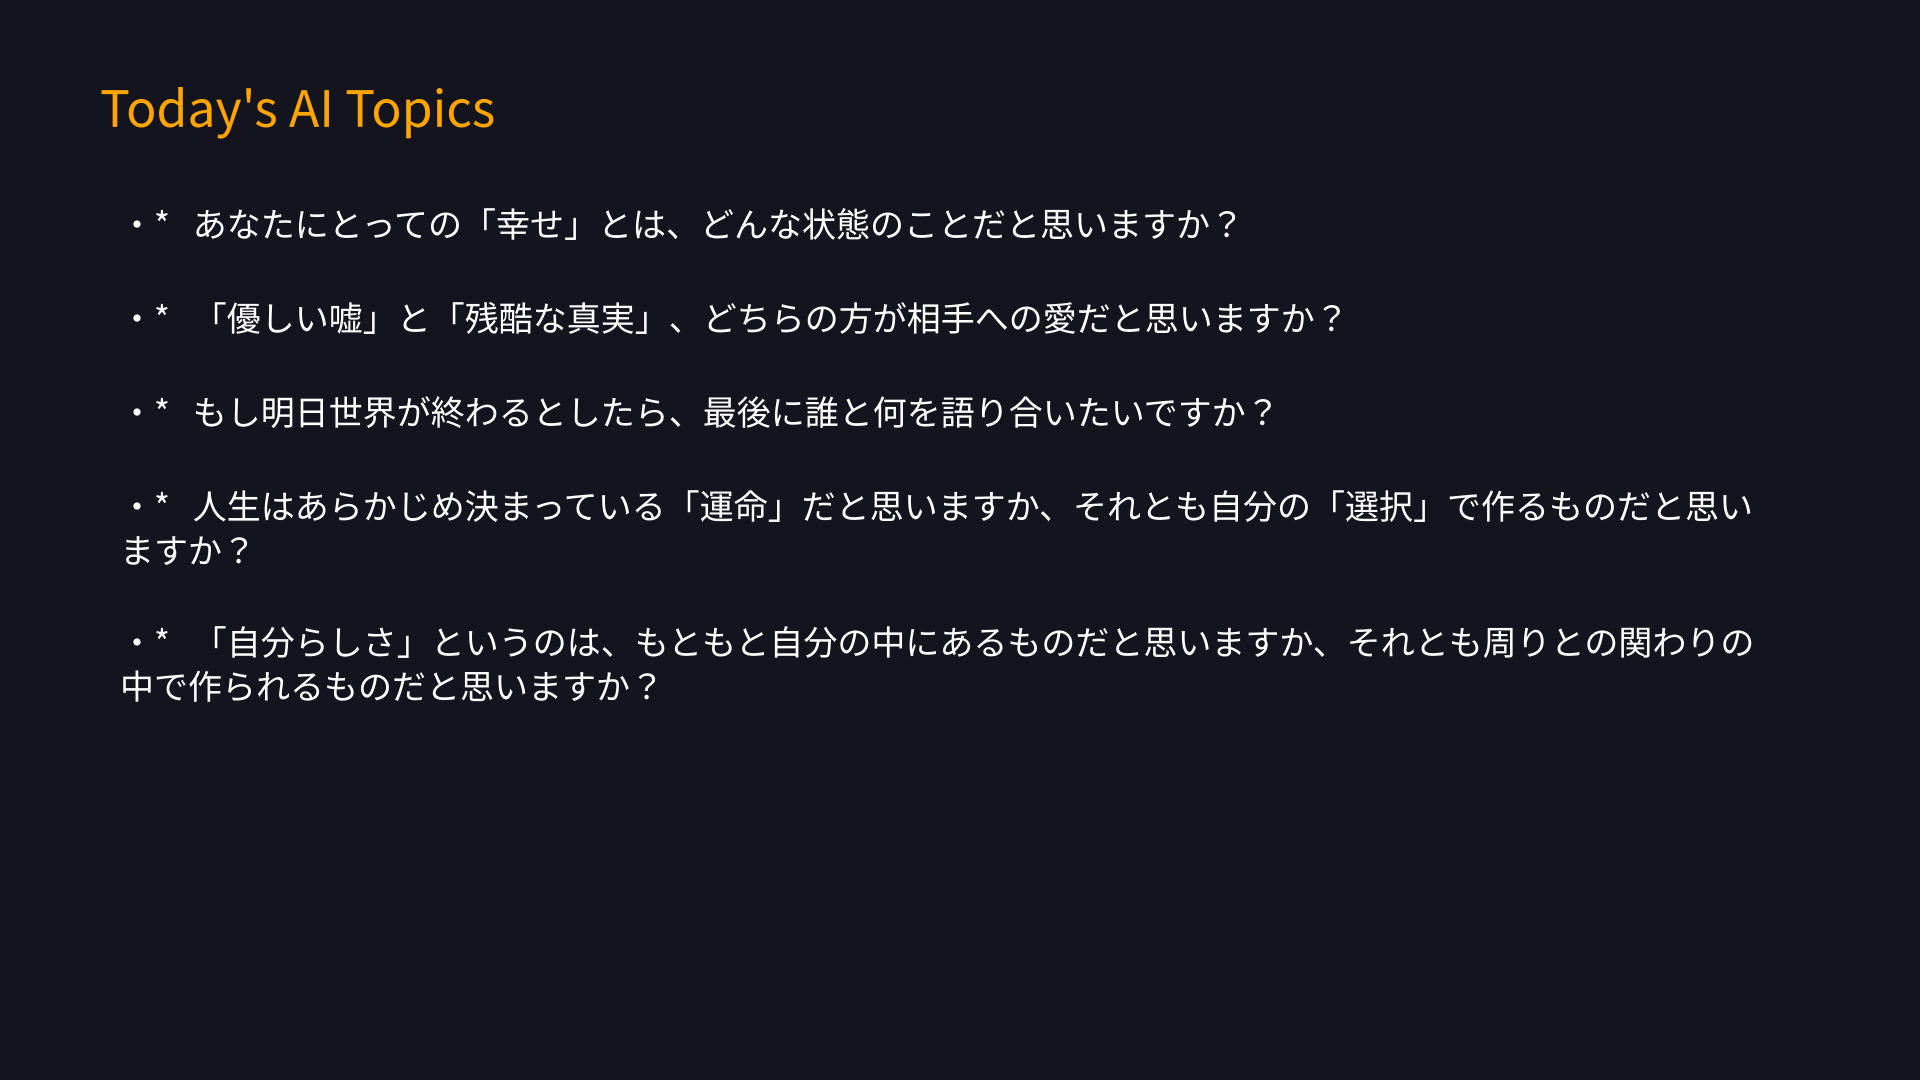 Today's AI Topics
・* あなたにとっての「幸せ」とは、どんな状態のことだと思いますか？
・* 「優しい嘘」と「残酷な真実」、どちらの方が相手への愛だと思いますか？
・* もし明日世界が終わるとしたら、最後に誰と何を語り合いたいですか？
・* 人生はあらかじめ決まっている「運命」だと思いますか、それとも自分の「選択」で作るものだと思い
ますか？
・* 「自分らしさ」というのは、もともと自分の中にあるものだと思いますか、それとも周りとの関わりの
中で作られるものだと思いますか？